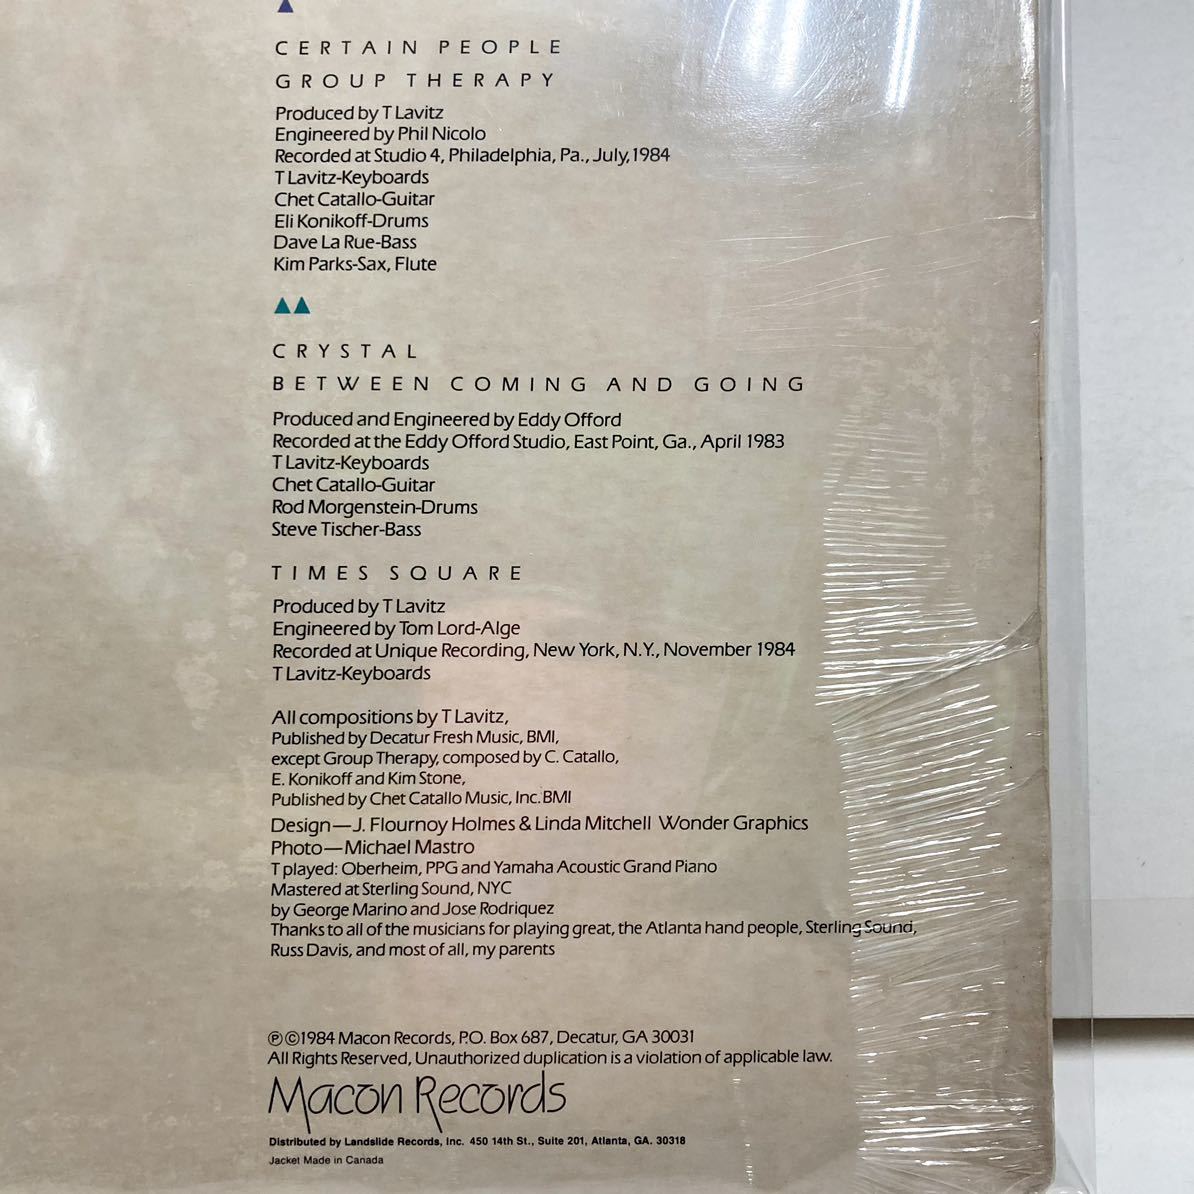 CERTAIN PEOPLE
GROUP THERAPY
Produced by T Lavitz
Engineered by Phil Nicolo
Recorded at Studio 4, Philadelphia, Pa., July, 1984
T Lavitz-Keyboards
Chet Catallo-Guitar
Eli Konikoff-Drums
Dave La Rue-Bass
Kim Parks-Sax, Flute
CRYSTAL
BETWEEN COMING AND GOING
Produced and Engineered by Eddy Offord
Recorded at the Eddy Offord Studio, East Point, Ga., April 1983
T Lavitz-Keyboards
Chet Catallo-Guitar
Rod Morgenstein-Drums
Steve Tischer-Bass
TIMES SQUARE
Produced by T Lavitz
Engineered by Tom Lord-Alge
Recorded at Unique Recording, New York, N.Y., November 1984
T Lavitz-Keyboards
All compositions by T Lavitz,
Published by Decatur Fresh Music, BMI,
except Group Therapy, composed by C. Catallo,
E. Konikoff and Kim Stone,
Published by Chet Catallo Music, Inc. BMI
Design—J. Flournoy Holmes & Linda Mitchell Wonder Graphics
Photo—Michael Mastro
T played: Oberheim, PPG and Yamaha Acoustic Grand Piano
Mastered at Sterling Sound, NYC
by George Marino and Jose Rodriquez
Thanks to all of the musicians for playing great, the Atlanta hand people, Sterling Sound,
Russ Davis, and most of all, my parents
℗©1984 Macon Records, P.O. Box 687, Decatur, GA 30031
All Rights Reserved, Unauthorized duplication is a violation of applicable law.
Macon Records
Distributed by Landslide Records, Inc. 450 14th St., Suite 201, Atlanta, GA. 30318
Jacket Made in Canada